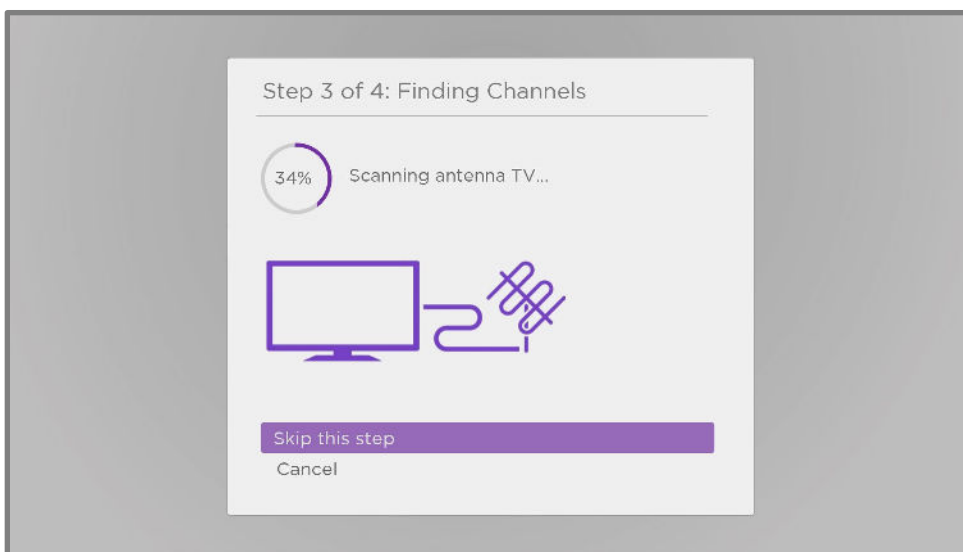 Step 3 of 4: Finding Channels
34%
Scanning antenna TV...
Skip this step
Cancel